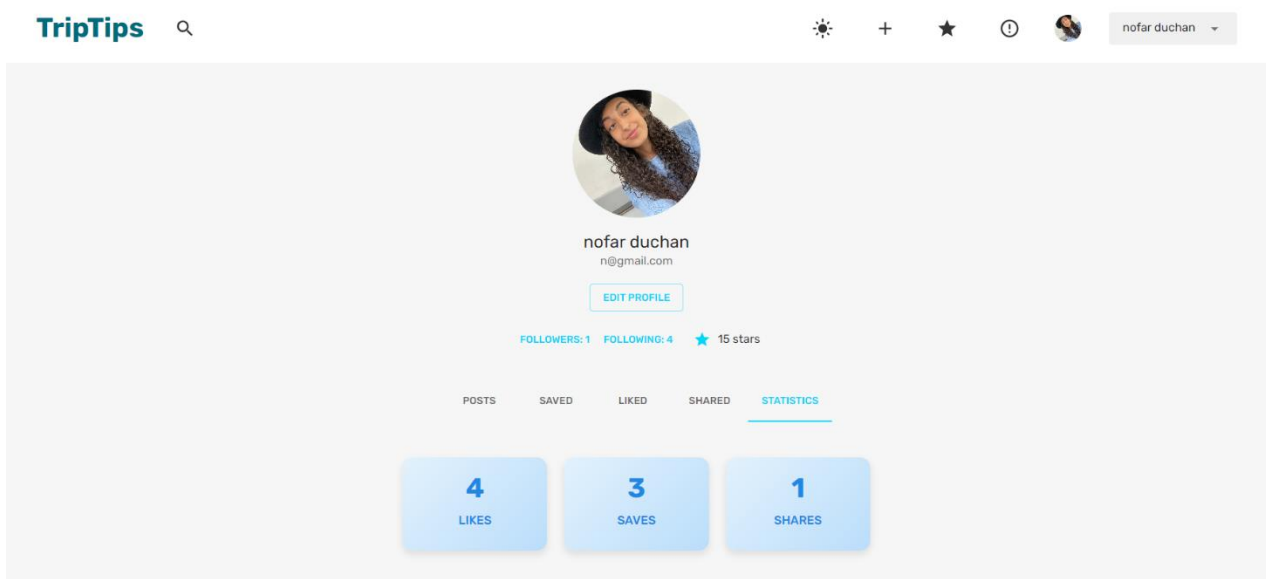 TripTips
nofar duchan
nofar duchan
n@gmail.com
EDIT PROFILE
FOLLOWERS: 1 FOLLOWING: 4 15 stars
POSTS SAVED LIKED SHARED STATISTICS
4 3 1
LIKES SAVES SHARES